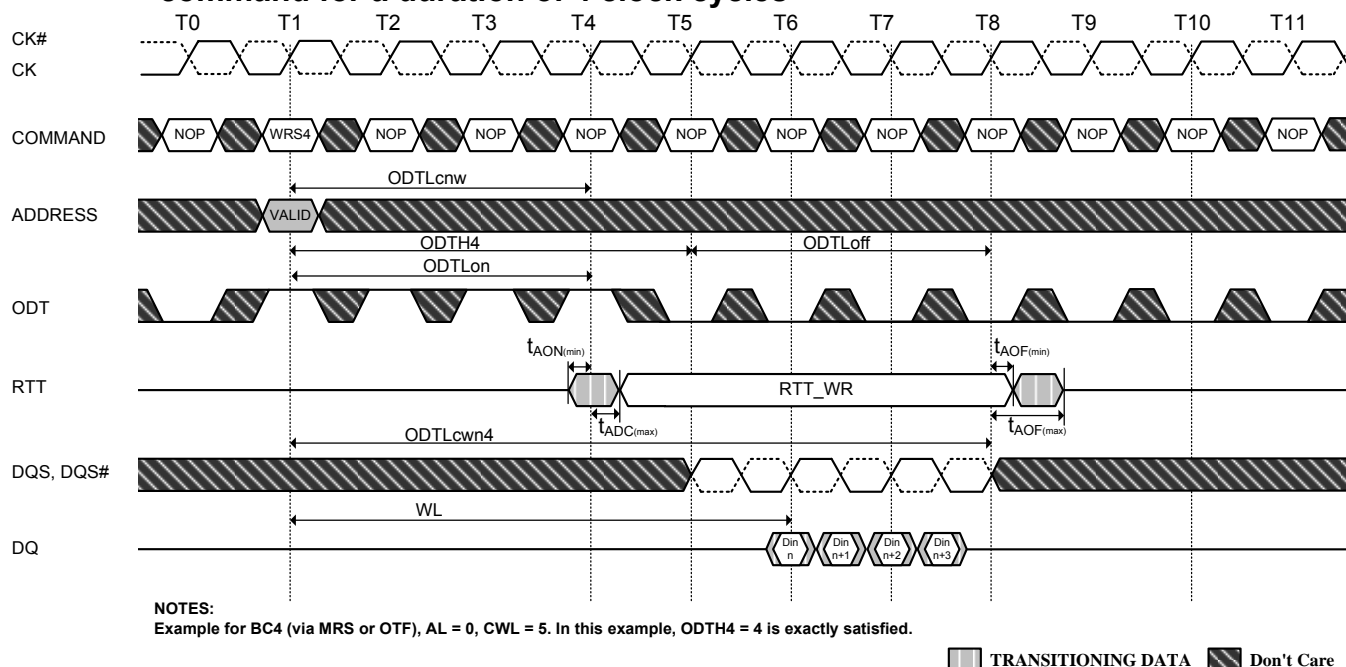 command for a duration of 4 clock cycles
T0 T1 T2 T3 T4 T5 T6 T7 T8 T9 T10 T11
CK#
CK
COMMAND NOP WRS4 NOP NOP NOP NOP NOP NOP NOP NOP NOP NOP
ODTLcnw
ADDRESS VALID
ODTH4 ODTLoff
ODTLon
ODT
tAON(min) tAOF(min)
RTT RTT_WR
tADC(max) tAOF(max)
ODTLcwn4
DQS, DQS#
WL
DQ Din n Din n+1 Din n+2 Din n+3
NOTES:
Example for BC4 (via MRS or OTF), AL = 0, CWL = 5. In this example, ODTH4 = 4 is exactly satisfied.
TRANSITIONING DATA Don't Care